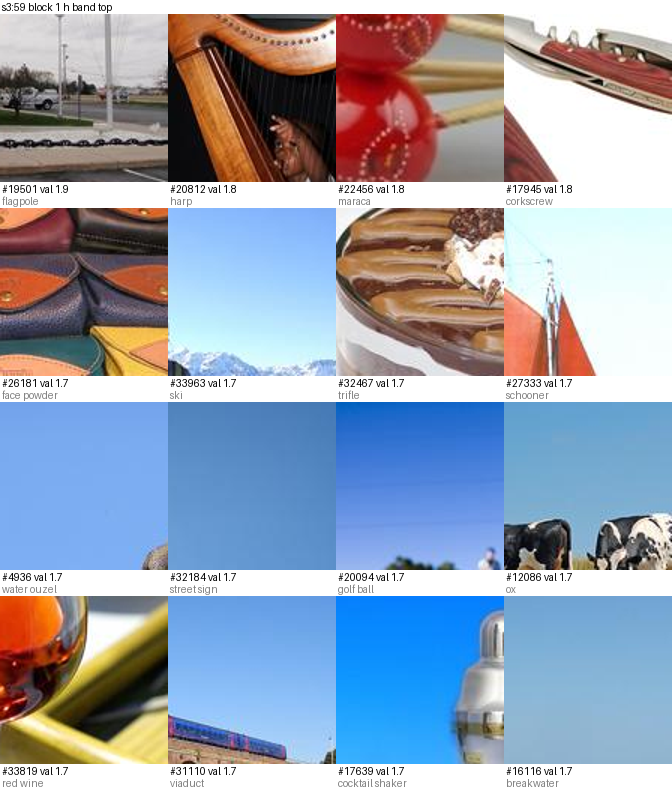 s3:59 block 1 h band top
#19501 val 1.9
flagpole
#20812 val 1.8
harp
#22456 val 1.8
maraca
#17945 val 1.8
corkscrew
#26181 val 1.7
face powder
#33963 val 1.7
ski
#32467 val 1.7
trifle
#27333 val 1.7
schooner
#4936 val 1.7
water ouzel
#32184 val 1.7
street sign
#20094 val 1.7
golf ball
#12086 val 1.7
ox
#33819 val 1.7
red wine
#31110 val 1.7
viaduct
#17639 val 1.7
cocktail shaker
#16116 val 1.7
breakwater